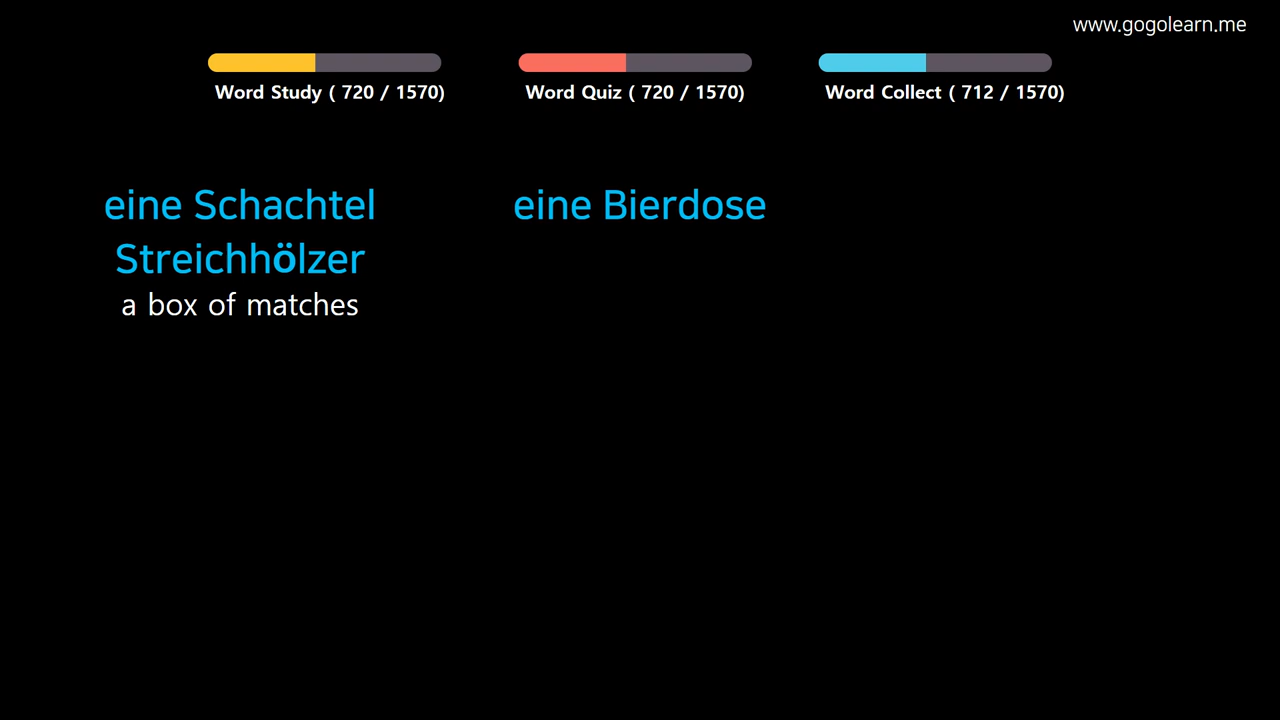 www.gogolearn.me
Word Study ( 720 / 1570)
Word Quiz ( 720 / 1570)
Word Collect ( 712 / 1570)
eine Schachtel
Streichhölzer
a box of matches
eine Bierdose